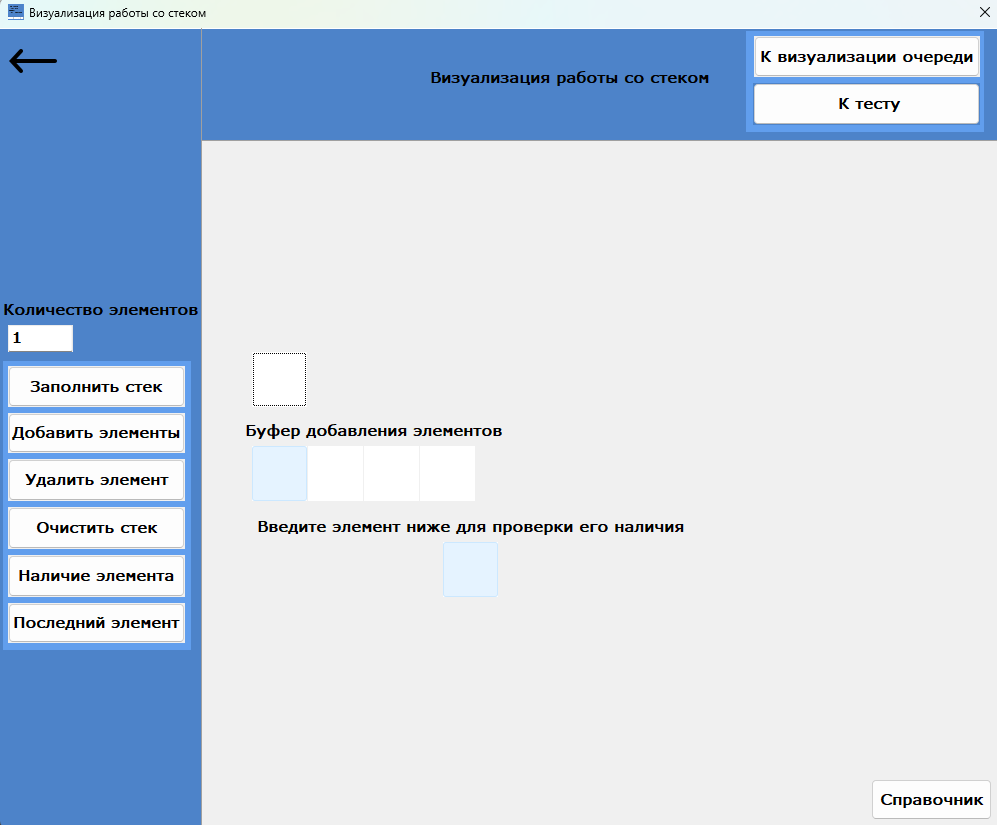 Визуализация работы со стеком
Визуализация работы со стеком
К визуализации очереди
К тесту
Количество элементов
1
Заполнить стек
Добавить элементы
Удалить элемент
Очистить стек
Наличие элемента
Последний элемент
Буфер добавления элементов
Введите элемент ниже для проверки его наличия
Справочник